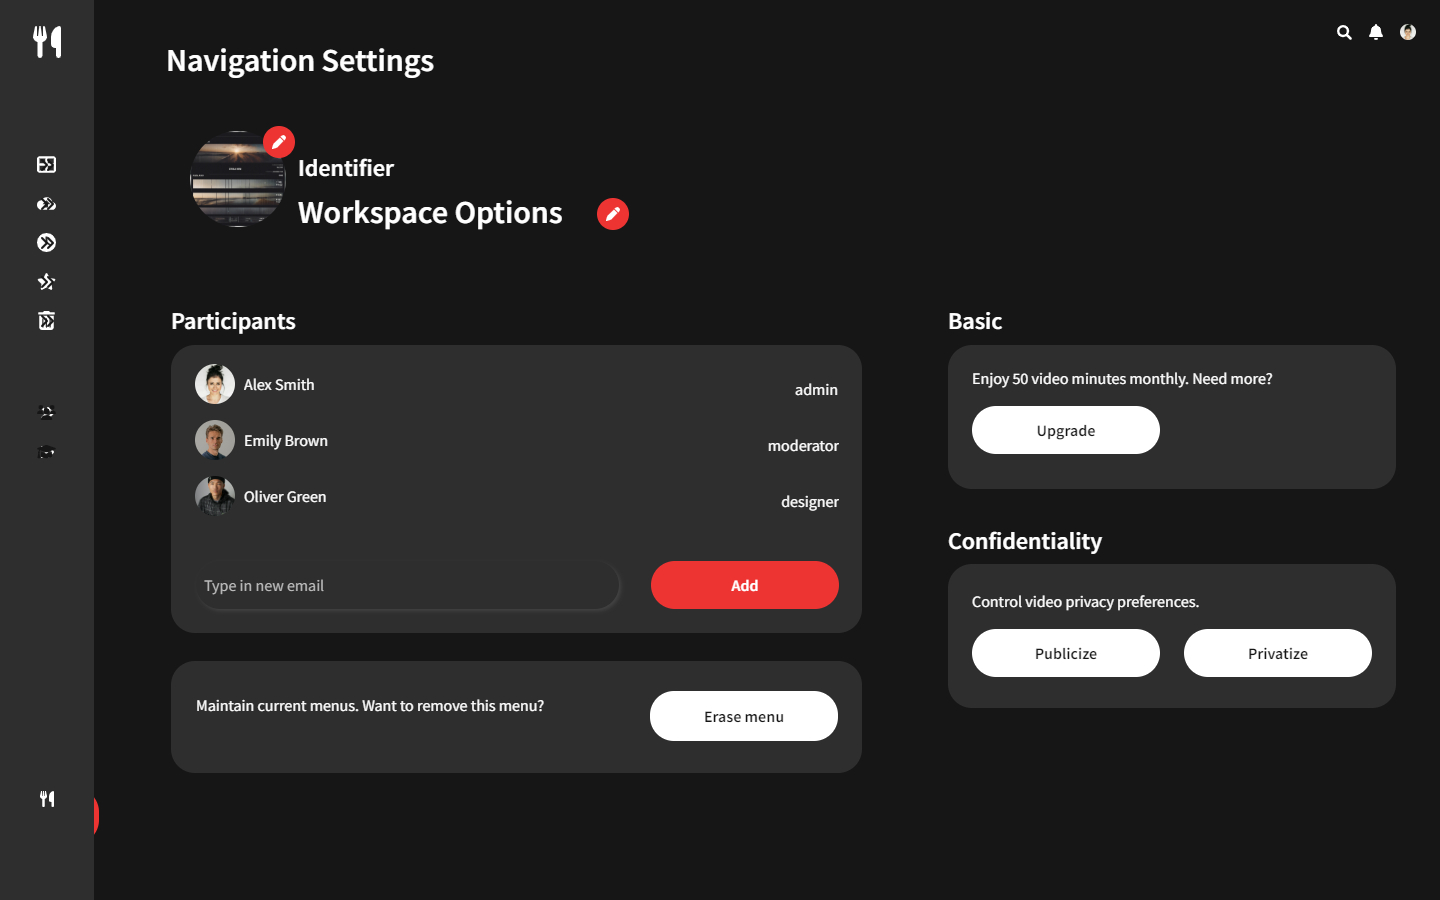 Navigation Settings
Identifier
Workspace Options
Participants
Alex Smith
admin
Emily Brown
moderator
Oliver Green
designer
Type in new email
Add
Maintain current menus. Want to remove this menu?
Erase menu
Basic
Enjoy 50 video minutes monthly. Need more?
Upgrade
Confidentiality
Control video privacy preferences.
Publicize
Privatize